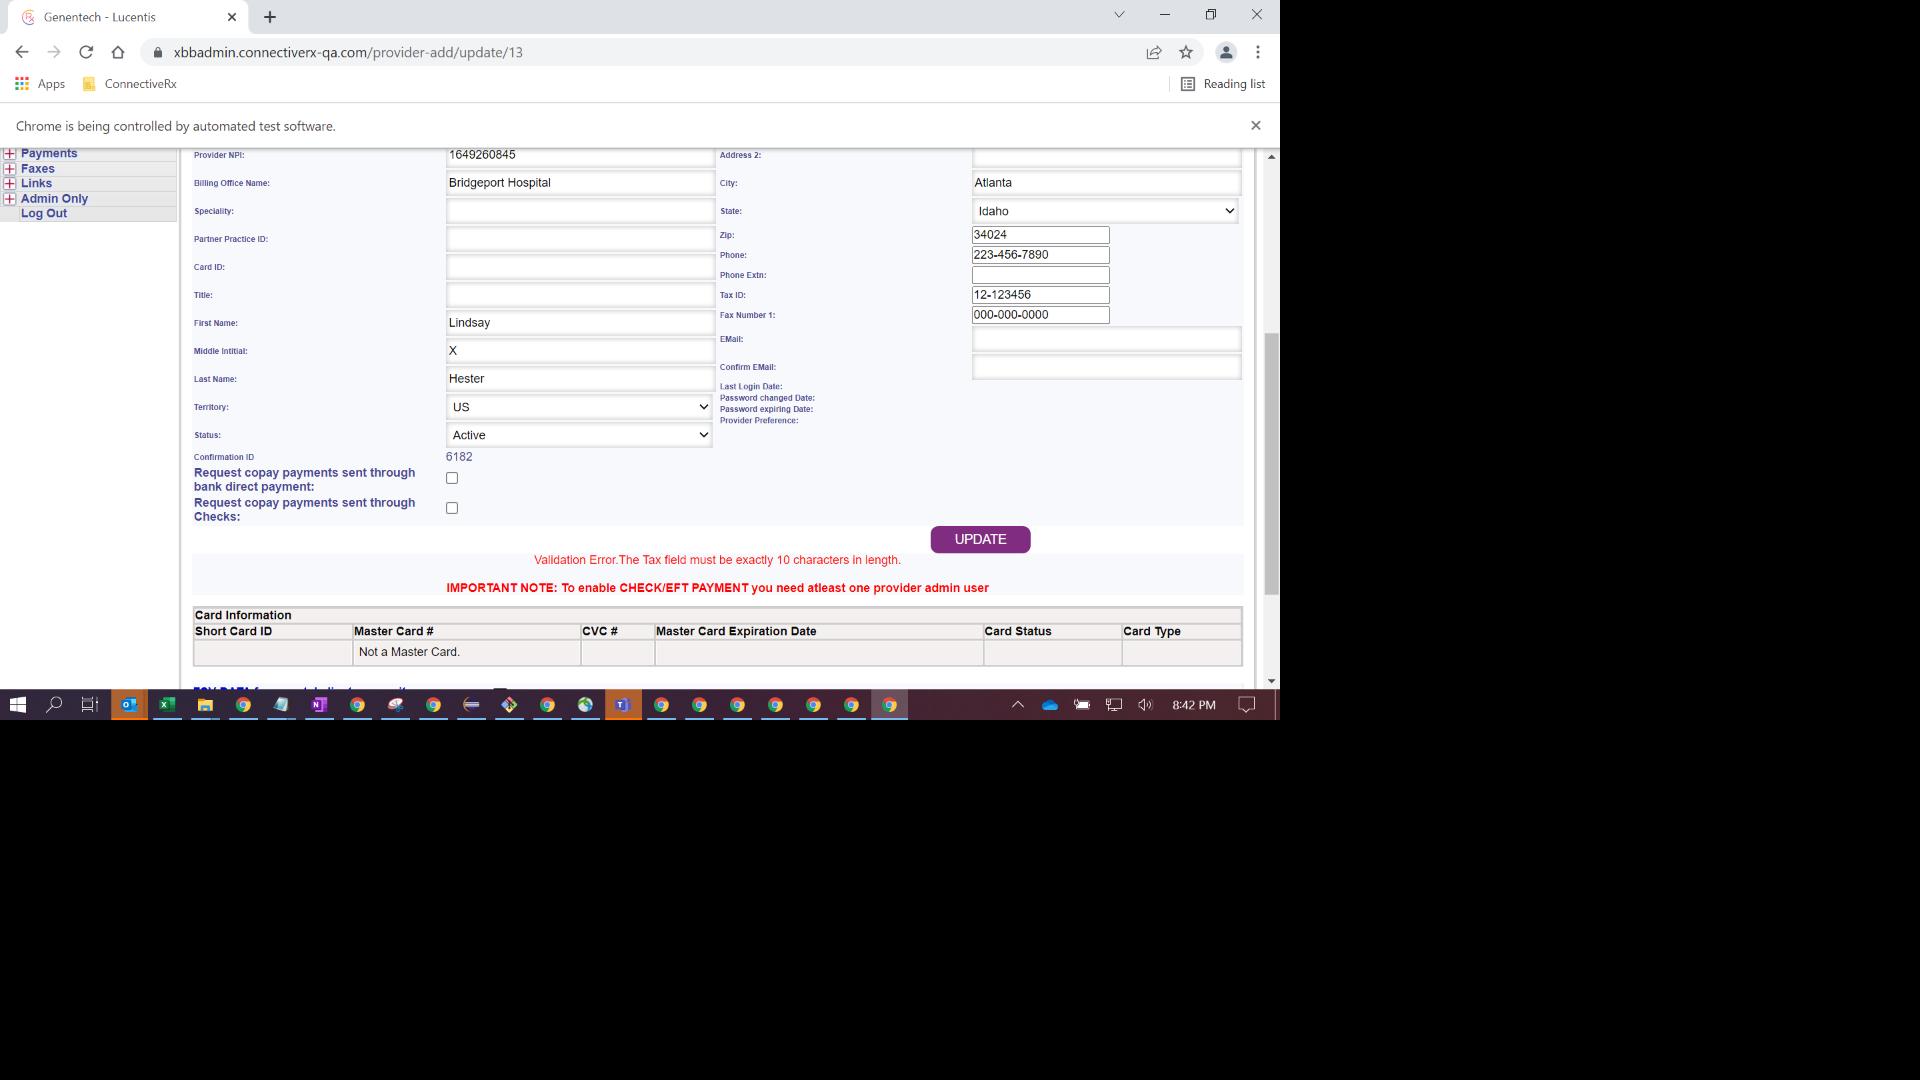 Genentech - Lucentis
xbbadmin.connectiverx-qa.com/provider-add/update/13
Apps
ConnectiveRx
Reading list
Chrome is being controlled by automated test software.
Payments
Faxes
Links
Admin Only
Log Out
Provider NPI: 1649260845 Address 2:
Billing Office Name: Bridgeport Hospital City: Atlanta
Speciality: State: Idaho
Partner Practice ID: Zip: 34024
Phone: 223-456-7890
Card ID: Phone Extn:
Title: Tax ID: 12-123456
First Name: Lindsay Fax Number 1: 000-000-0000
EMail:
Middle Intitial: X
Confirm EMail:
Last Name: Hester
Last Login Date:
Password changed Date:
Territory: US Password expiring Date:
Provider Preference:
Status: Active
Confirmation ID 6182
Request copay payments sent through
bank direct payment:
Request copay payments sent through
Checks:
UPDATE
Validation Error.The Tax field must be exactly 10 characters in length.
IMPORTANT NOTE: To enable CHECK/EFT PAYMENT you need atleast one provider admin user
Card Information
Short Card ID Master Card # CVC # Master Card Expiration Date Card Status Card Type
Not a Master Card.
8:42 PM